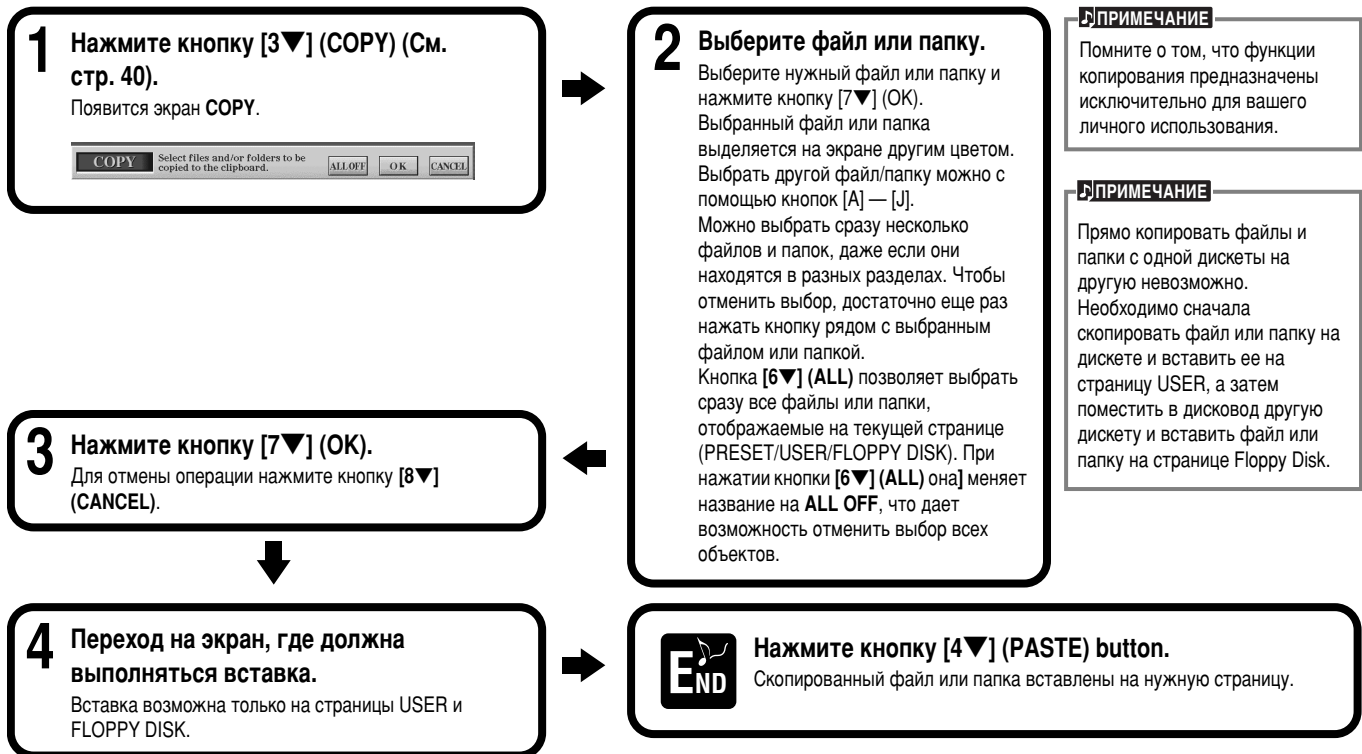 1
Нажмите кнопку [3▼] (COPY) (См.
стр. 40).
Появится экран COPY.
COPY
Select files and/or folders to be
copied to the clipboard.
ALL OFF
OK
CANCEL
2
Выберите файл или папку.
Выберите нужный файл или папку и
нажмите кнопку [7▼] (OK).
Выбранный файл или папка
выделяется на экране другим цветом.
Выбрать другой файл/папку можно с
помощью кнопок [A] — [J].
Можно выбрать сразу несколько
файлов и папок, даже если они
находятся в разных разделах. Чтобы
отменить выбор, достаточно еще раз
нажать кнопку рядом с выбранным
файлом или папкой.
Кнопка [6▼] (ALL) позволяет выбрать
сразу все файлы или папки,
отображаемые на текущей странице
(PRESET/USER/FLOPPY DISK). При
нажатии кнопки [6▼] (ALL) она] меняет
название на ALL OFF, что дает
возможность отменить выбор всех
объектов.
ПРИМЕЧАНИЕ
Помните о том, что функции
копирования предназначены
исключительно для вашего
личного использования.
ПРИМЕЧАНИЕ
Прямо копировать файлы и
папки с одной дискеты на
другую невозможно.
Необходимо сначала
скопировать файл или папку на
дискете и вставить ее на
страницу USER, а затем
поместить в дисковод другую
дискету и вставить файл или
папку на странице Floppy Disk.
3
Нажмите кнопку [7▼] (OK).
Для отмены операции нажмите кнопку [8▼]
(CANCEL).
4
Переход на экран, где должна
выполняться вставка.
Вставка возможна только на страницы USER и
FLOPPY DISK.
END
Нажмите кнопку [4▼] (PASTE) button.
Скопированный файл или папка вставлены на нужную страницу.